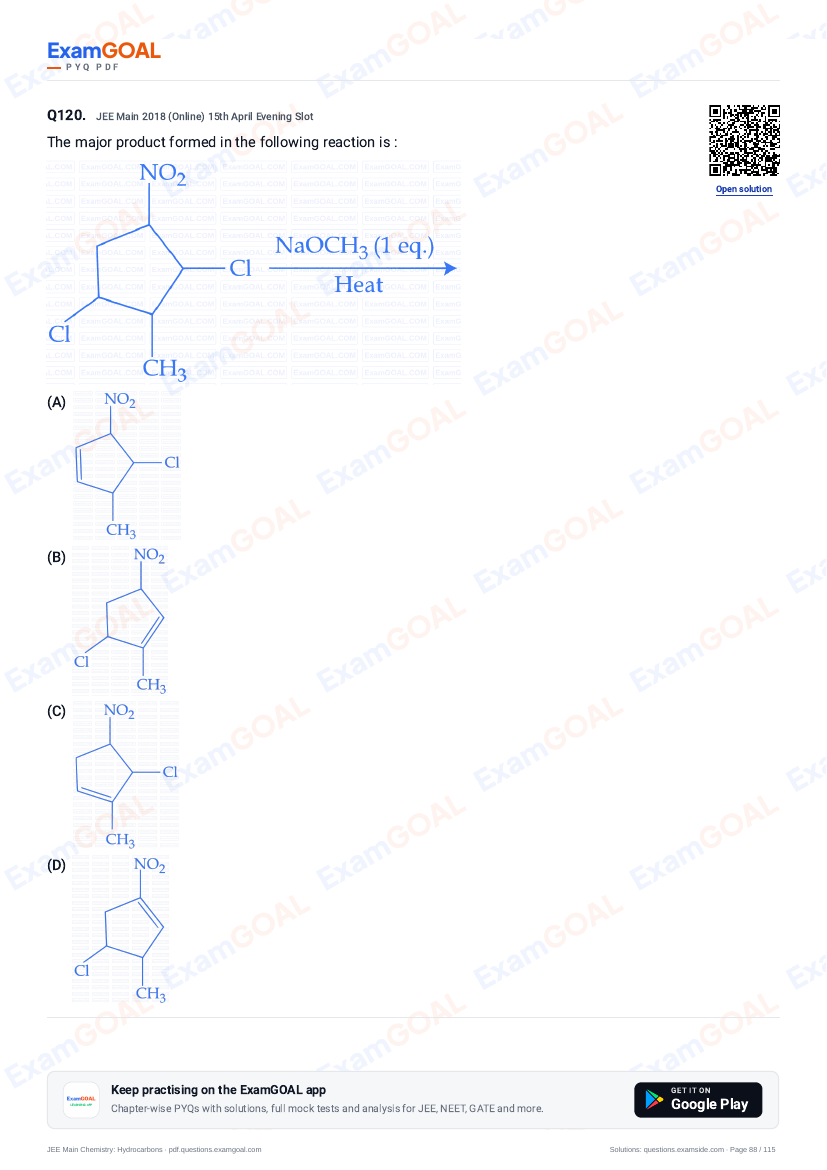 ExamGOAL
PYQ PDF
Q120. JEE Main 2018 (Online) 15th April Evening Slot
The major product formed in the following reaction is :
Open solution
NO2
Cl
NaOCH3 (1 eq.)
Heat
Cl
CH3
(A)
NO2
Cl
CH3
(B)
NO2
Cl
CH3
(C)
NO2
Cl
CH3
(D)
NO2
Cl
CH3
Keep practising on the ExamGOAL app
Chapter-wise PYQs with solutions, full mock tests and analysis for JEE, NEET, GATE and more.
GET IT ON
Google Play
JEE Main Chemistry: Hydrocarbons · pdf.questions.examgoal.com
Solutions: questions.examside.com · Page 88 / 115